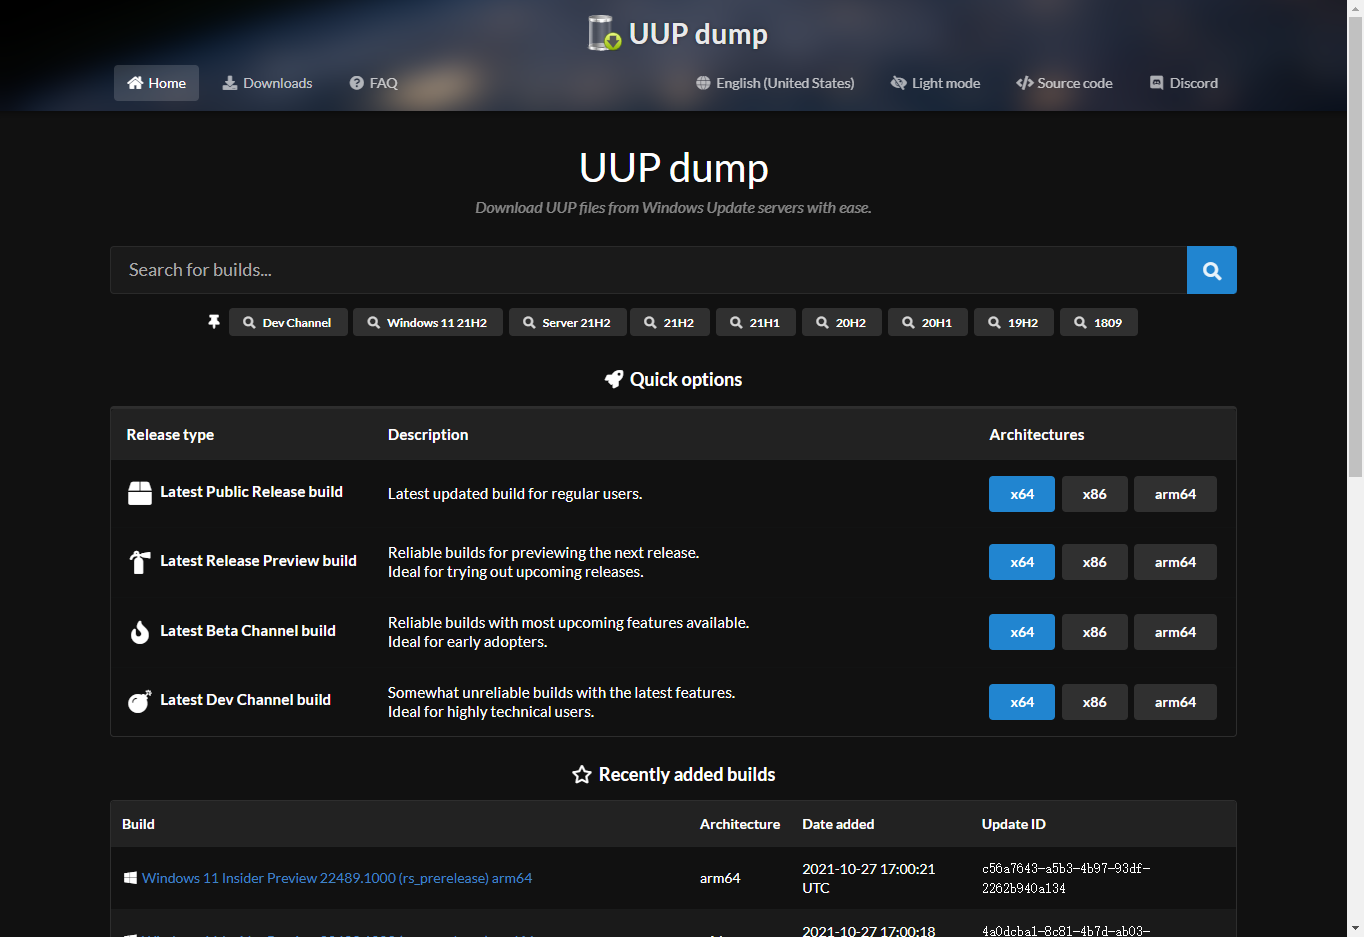 UUP dump
Home Downloads FAQ English (United States) Light mode Source code Discord
UUP dump
Download UUP files from Windows Update servers with ease.
Search for builds...
Dev Channel Windows 11 21H2 Server 21H2 21H2 21H1 20H2 20H1 19H2 1809
Quick options
Release type Description Architectures
Latest Public Release build Latest updated build for regular users. x64 x86 arm64
Latest Release Preview build Reliable builds for previewing the next release.
Ideal for trying out upcoming releases. x64 x86 arm64
Latest Beta Channel build Reliable builds with most upcoming features available.
Ideal for early adopters. x64 x86 arm64
Latest Dev Channel build Somewhat unreliable builds with the latest features.
Ideal for highly technical users. x64 x86 arm64
Recently added builds
Build Architecture Date added Update ID
Windows 11 Insider Preview 22489.1000 (rs_prerelease) arm64 arm64 2021-10-27 17:00:21
UTC c56a7643-a5b3-4b97-93df-
2262b940a134
2021-10-27 17:00:18 4a0dcba1-8c81-4b7d-ab03-